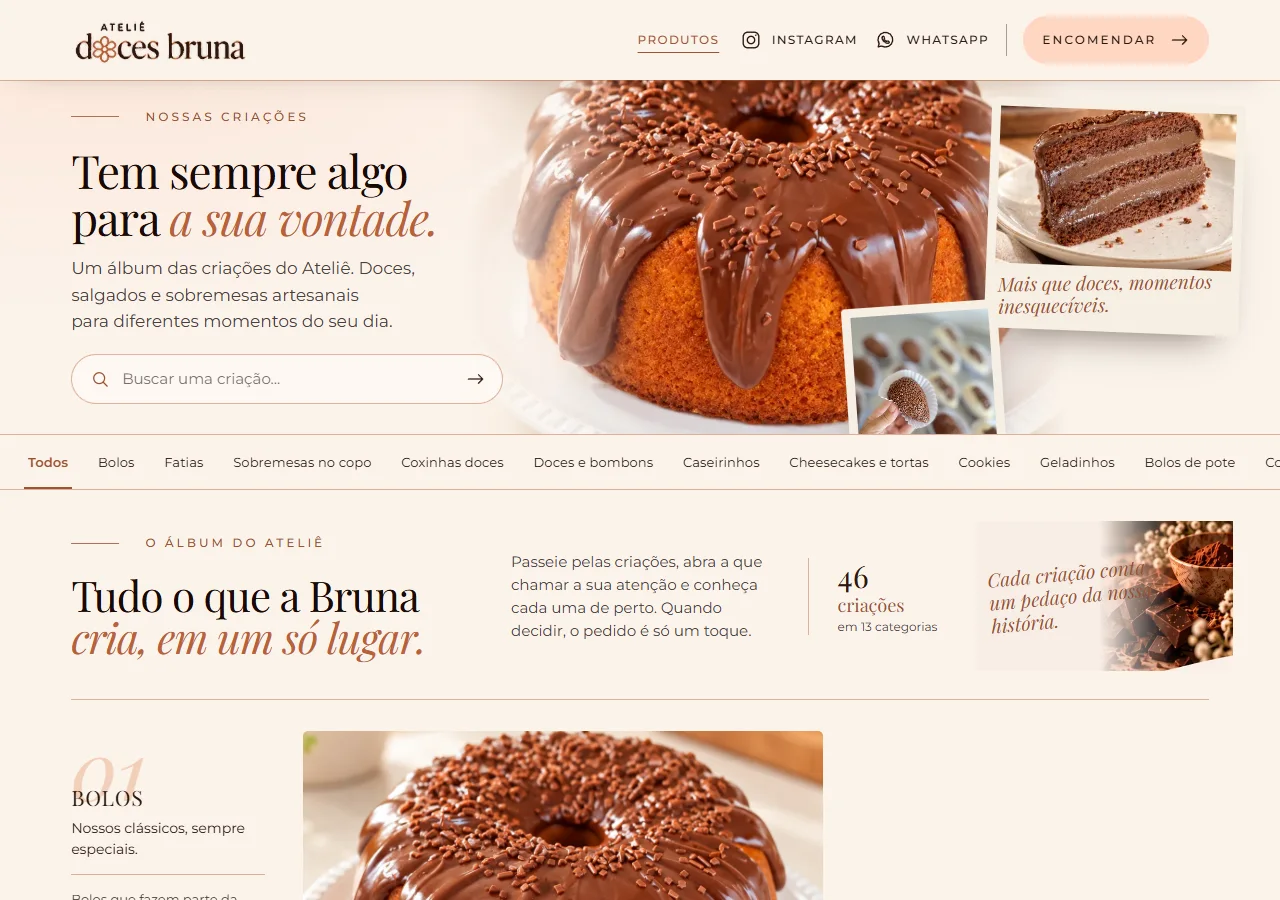 ATELIÊ
doces bruna
PRODUTOS
INSTAGRAM
WHATSAPP
ENCOMENDAR
NOSSAS CRIAÇÕES
Tem sempre algo
para a sua vontade.
Um álbum das criações do Ateliê. Doces,
salgados e sobremesas artesanais
para diferentes momentos do seu dia.
Buscar uma criação...
Mais que doces, momentos
inesquecíveis.
Todos
Bolos
Fatias
Sobremesas no copo
Coxinhas doces
Doces e bombons
Caseirinhos
Cheesecakes e tortas
Cookies
Geladinhos
Bolos de pote
O ÁLBUM DO ATELIÊ
Tudo o que a Bruna
cria, em um só lugar.
Passeie pelas criações, abra a que
chamar a sua atenção e conheça
cada uma de perto. Quando
decidir, o pedido é só um toque.
46
criações
em 13 categorias
Cada criação conta
um pedaço da nossa
história.
01
BOLOS
Nossos clássicos, sempre
especiais.
Bolos que fazem parte da